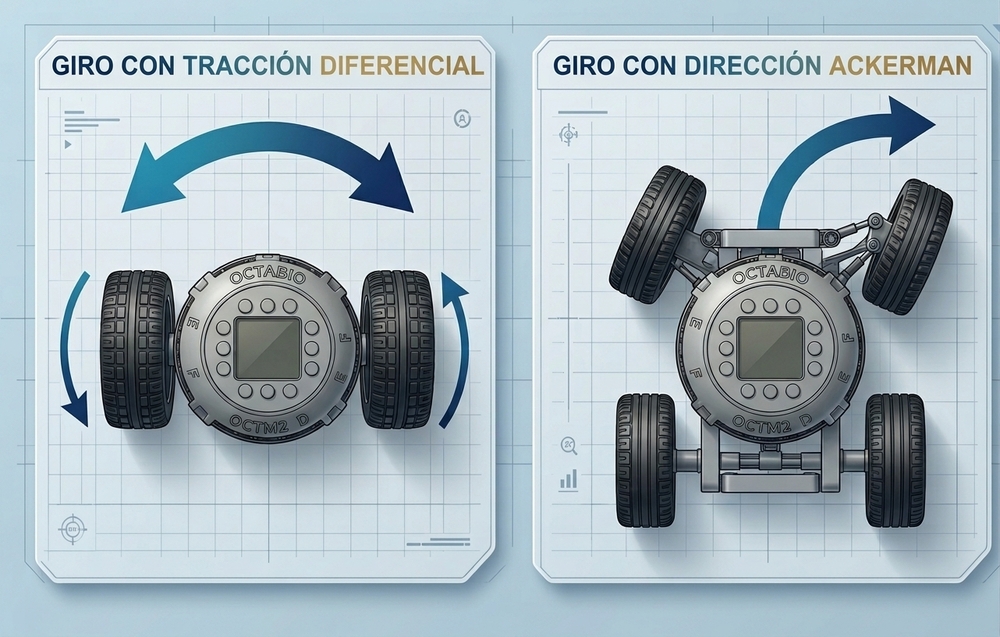 GIRO CON TRACCIÓN DIFERENCIAL
A
OCTABIO
E
F
F
E
OCTM2 D
GIRO CON DIRECCIÓN ACKERMAN
OCTABIO
E
F
F
E
OCTM2 D